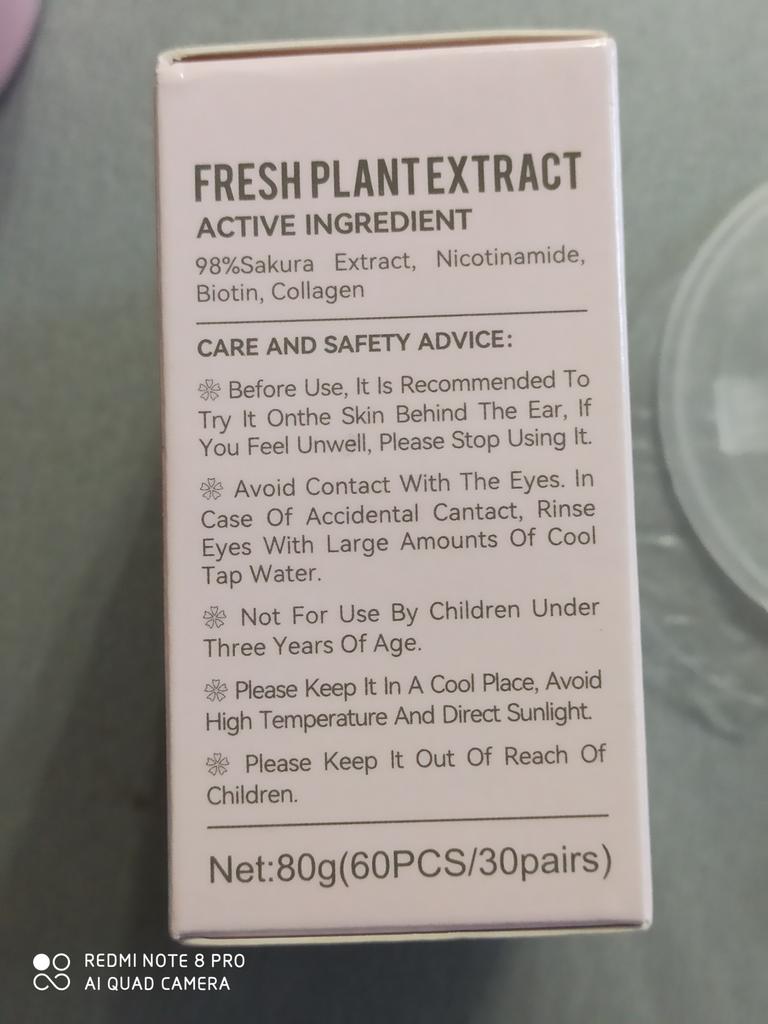 FRESH PLANT EXTRACT
ACTIVE INGREDIENT
98%Sakura Extract, Nicotinamide,
Biotin, Collagen
CARE AND SAFETY ADVICE:
Before Use, It Is Recommended To
Try It Onthe Skin Behind The Ear, If
You Feel Unwell, Please Stop Using It.
Avoid Contact With The Eyes. In
Case Of Accidental Cantact, Rinse
Eyes With Large Amounts Of Cool
Tap Water.
Not For Use By Children Under
Three Years Of Age.
Please Keep It In A Cool Place, Avoid
High Temperature And Direct Sunlight.
Please Keep It Out Of Reach Of
Children.
Net:80g(60PCS/30pairs)
REDMI NOTE 8 PRO
AI QUAD CAMERA